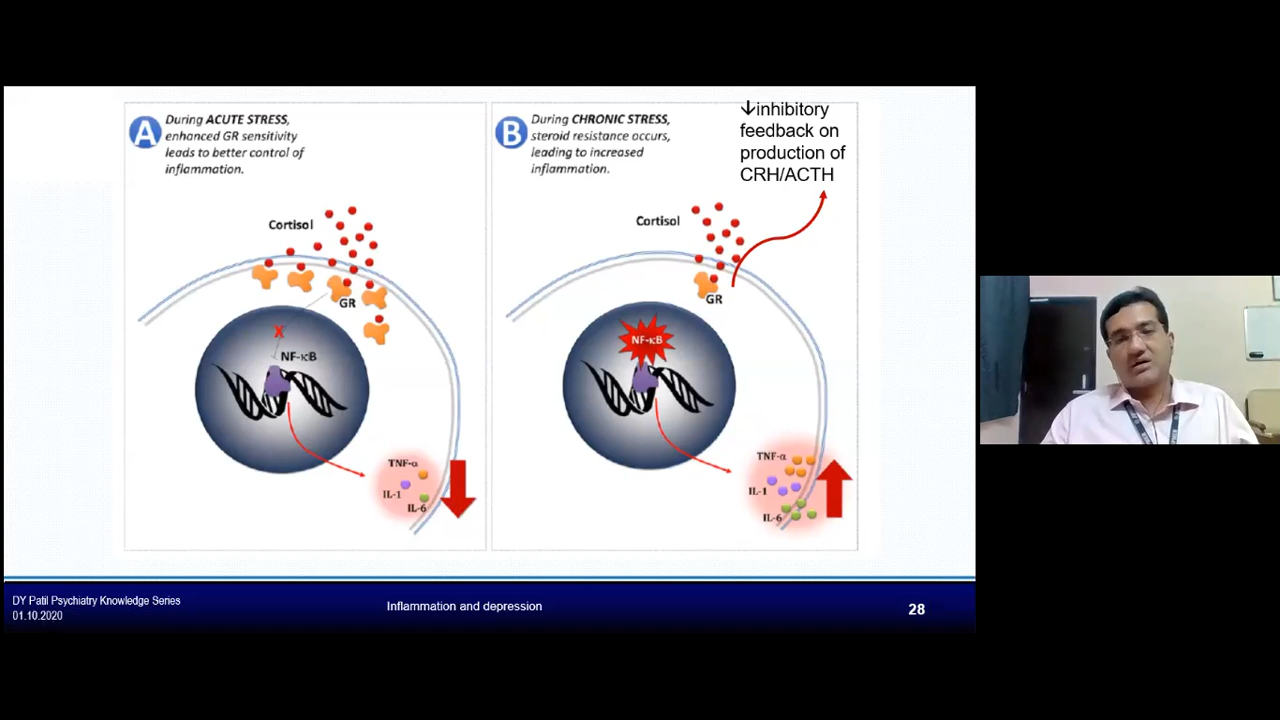 A
During ACUTE STRESS,
enhanced GR sensitivity
leads to better control of
inflammation.
Cortisol
GR
X
NF-κB
TNF-α
IL-1
IL-6
B
During CHRONIC STRESS,
steroid resistance occurs,
leading to increased
inflammation.
↓inhibitory
feedback on
production of
CRH/ACTH
Cortisol
GR
NF-κB
TNF-α
IL-1
IL-6
DY Patil Psychiatry Knowledge Series
01.10.2020
Inflammation and depression
28